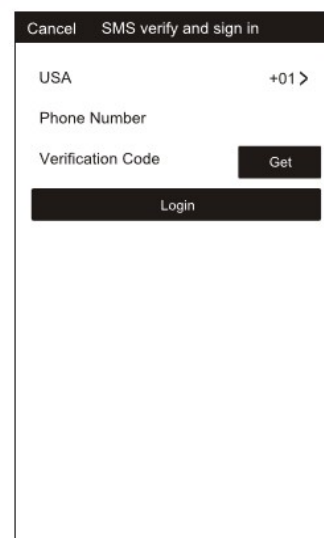 Cancel SMS verify and sign in
USA +01 >
Phone Number
Verification Code Get
Login